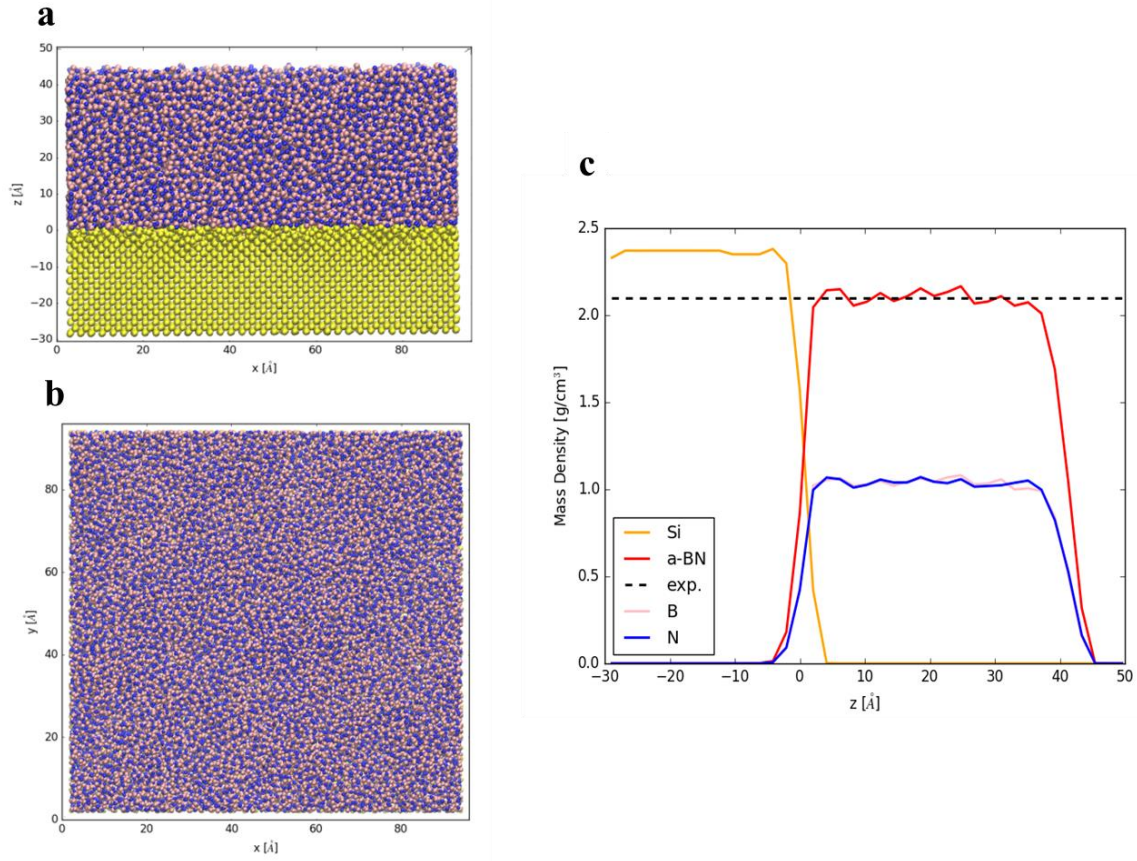 a
50
40
30
20
10
0
−10
−20
−30
z [Å]
0 20 40 60 80
x [Å]
b
80
60
40
20
0
y [Å]
0 20 40 60 80
x [Å]
c
2.5
2.0
1.5
1.0
0.5
0.0
Mass Density [g/cm³]
Si
a-BN
exp.
B
N
−30 −20 −10 0 10 20 30 40 50
z [Å]